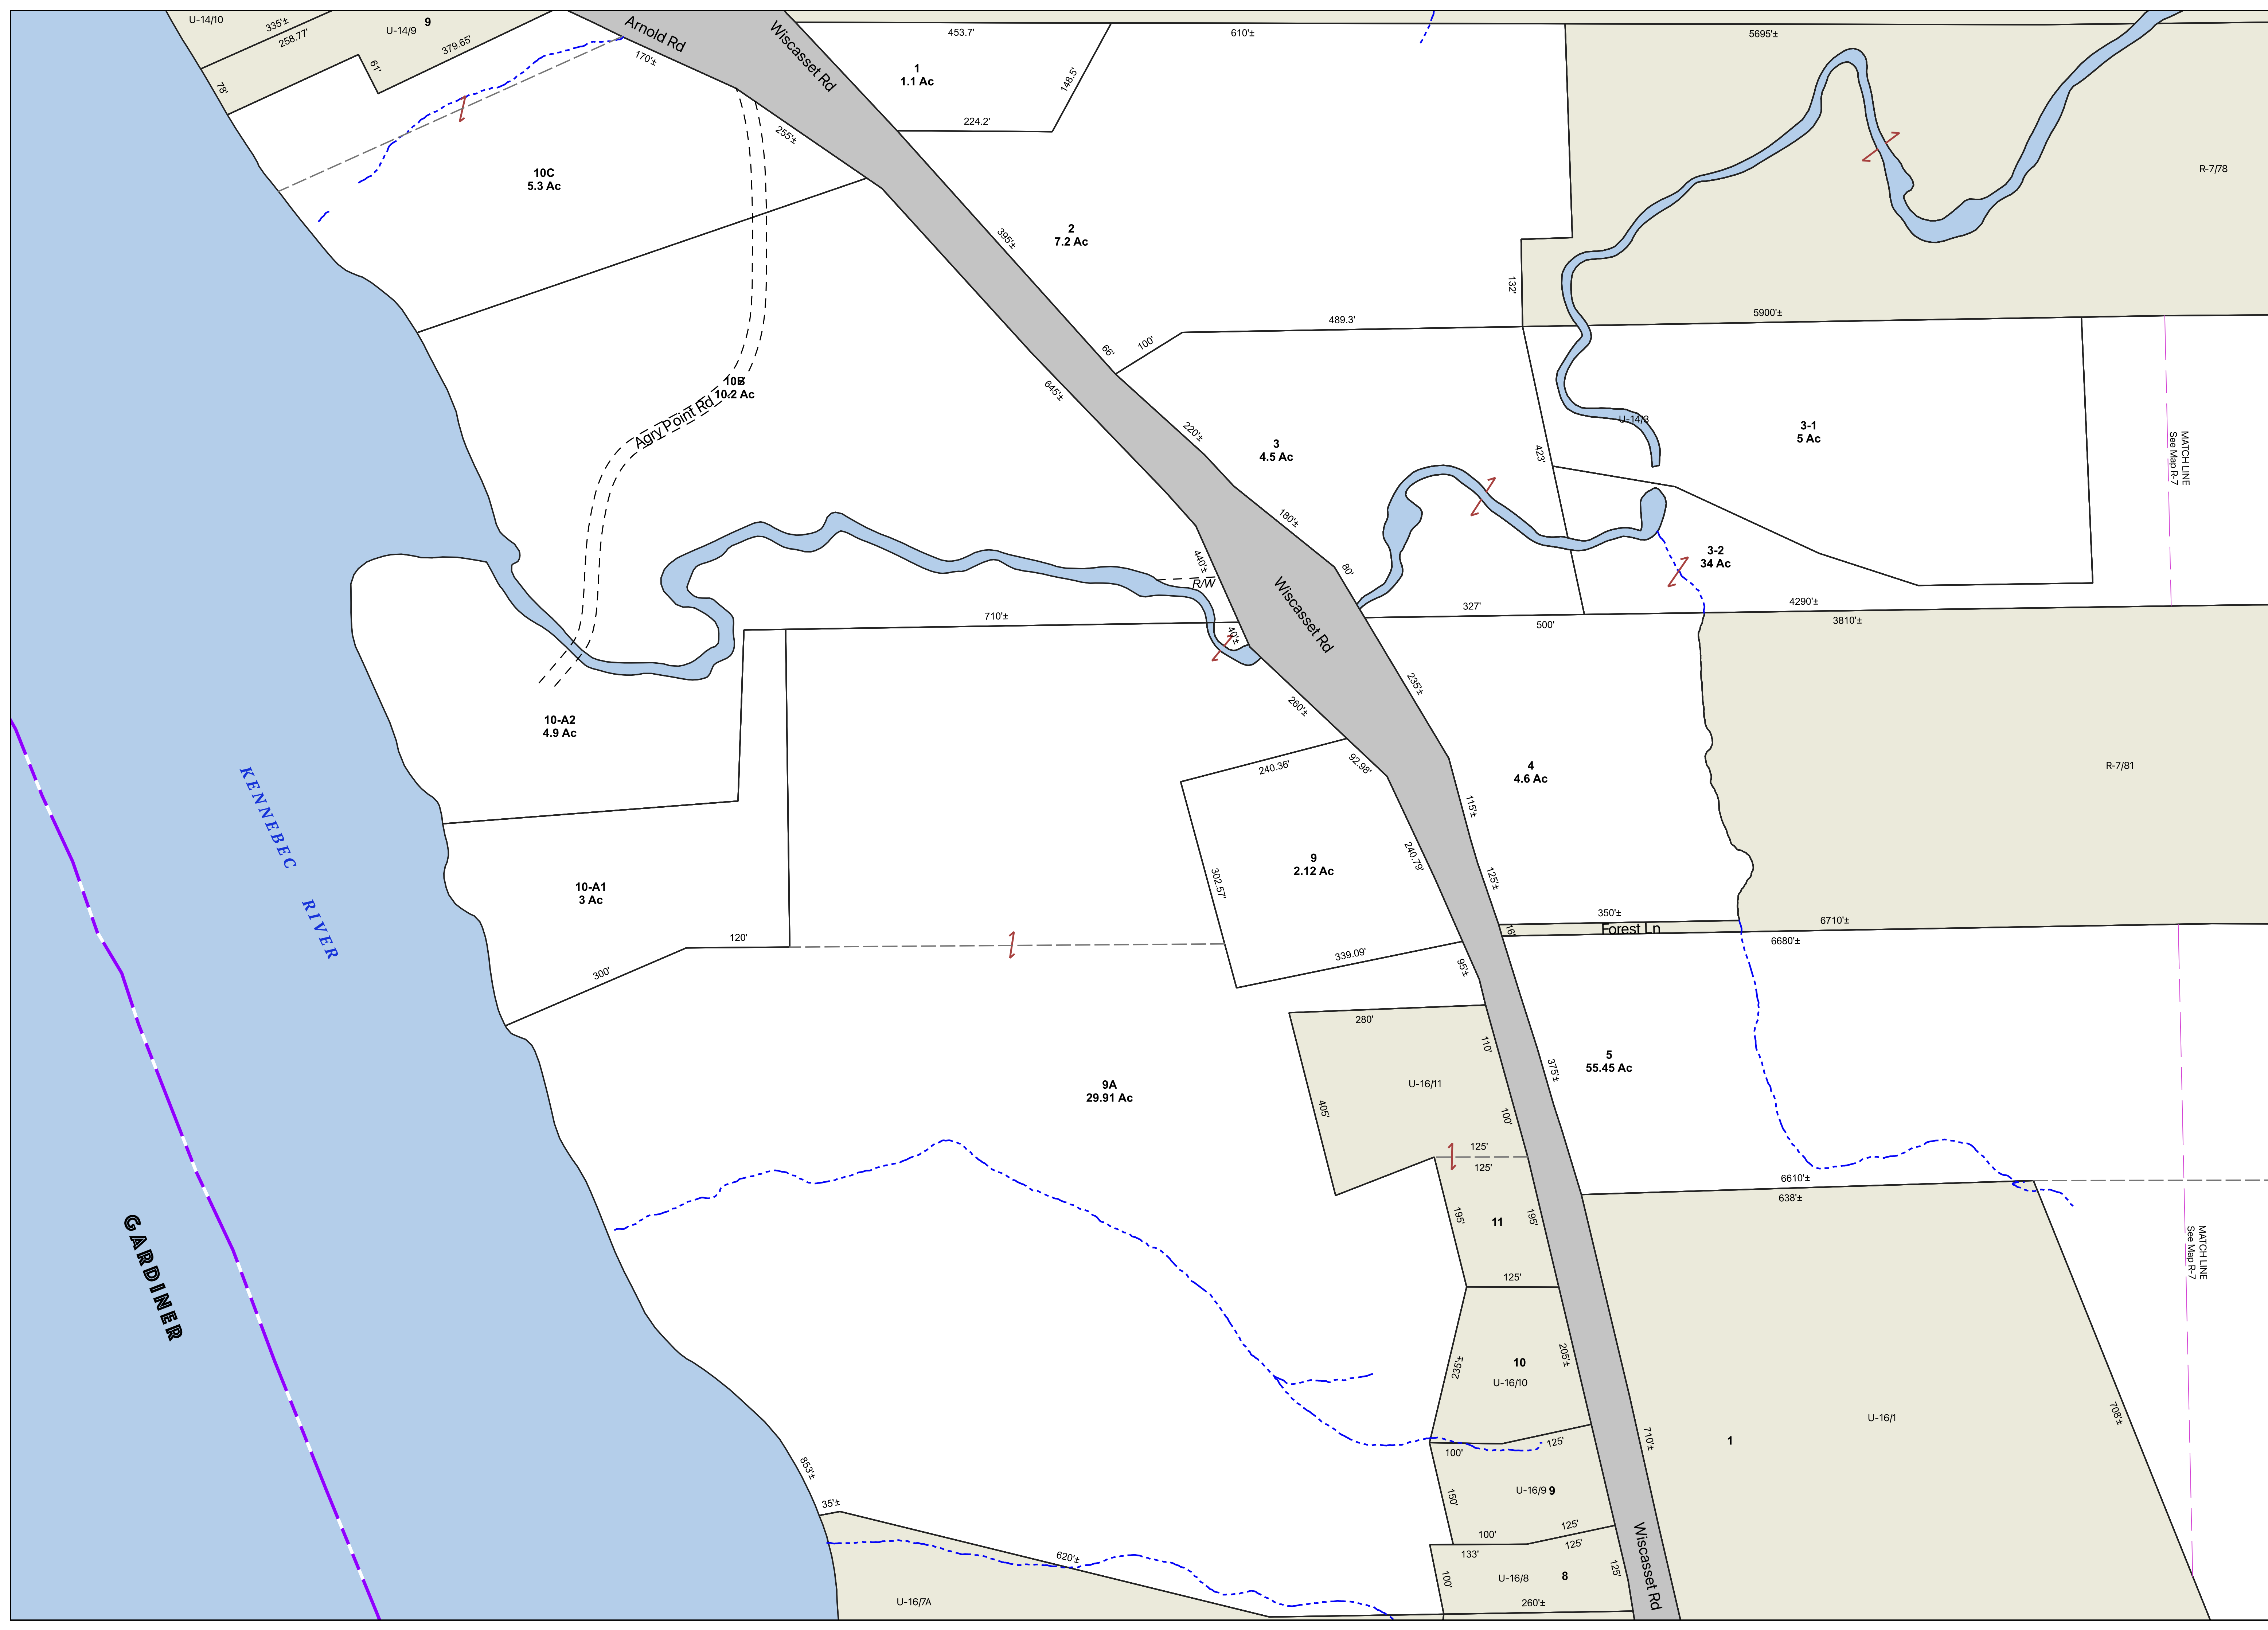 U-14/10
335'±
258.77'
9
U-14/9
379.65'
61'
78'
Arnold Rd
170'±
Wiscasset Rd
453.7'
610'±
5695'±
1
1.1 Ac
148.5'
224.2'
255'±
10C
5.3 Ac
R-7/78
2
7.2 Ac
395'±
132'
489.3'
5900'±
66'
100'
645'±
10.2 Ac
Agry Point Rd
220'±
3
4.5 Ac
423'
U-14/3
3-1
5 Ac
MATCH LINE
See Map R-7
180'±
440'±
R/W
80'
3-2
34 Ac
710'±
40'±
Wiscasset Rd
327'
500'
4290'±
3810'±
10-A2
4.9 Ac
260'±
235'±
240.36'
92.98'
4
4.6 Ac
R-7/81
115'±
KENNEBEC RIVER
9
2.12 Ac
240.79'
302.57'
125'±
10-A1
3 Ac
350'±
6710'±
16'
Forest Ln
6680'±
120'
300'
339.09'
95'±
280'
110'
375'±
5
55.45 Ac
U-16/11
405'
100'
9A
29.91 Ac
125'
125'
6610'±
638'±
195'
11
195'
GARDINER
MATCH LINE
See Map R-7
125'
235'±
10
U-16/10
205'±
U-16/1
1
708'±
710'±
100'
125'
853'±
35'±
150'
U-16/9
9
100'
125'
133'
125'
620'±
100'
U-16/8
8
125'
Wiscasset Rd
U-16/7A
260'±